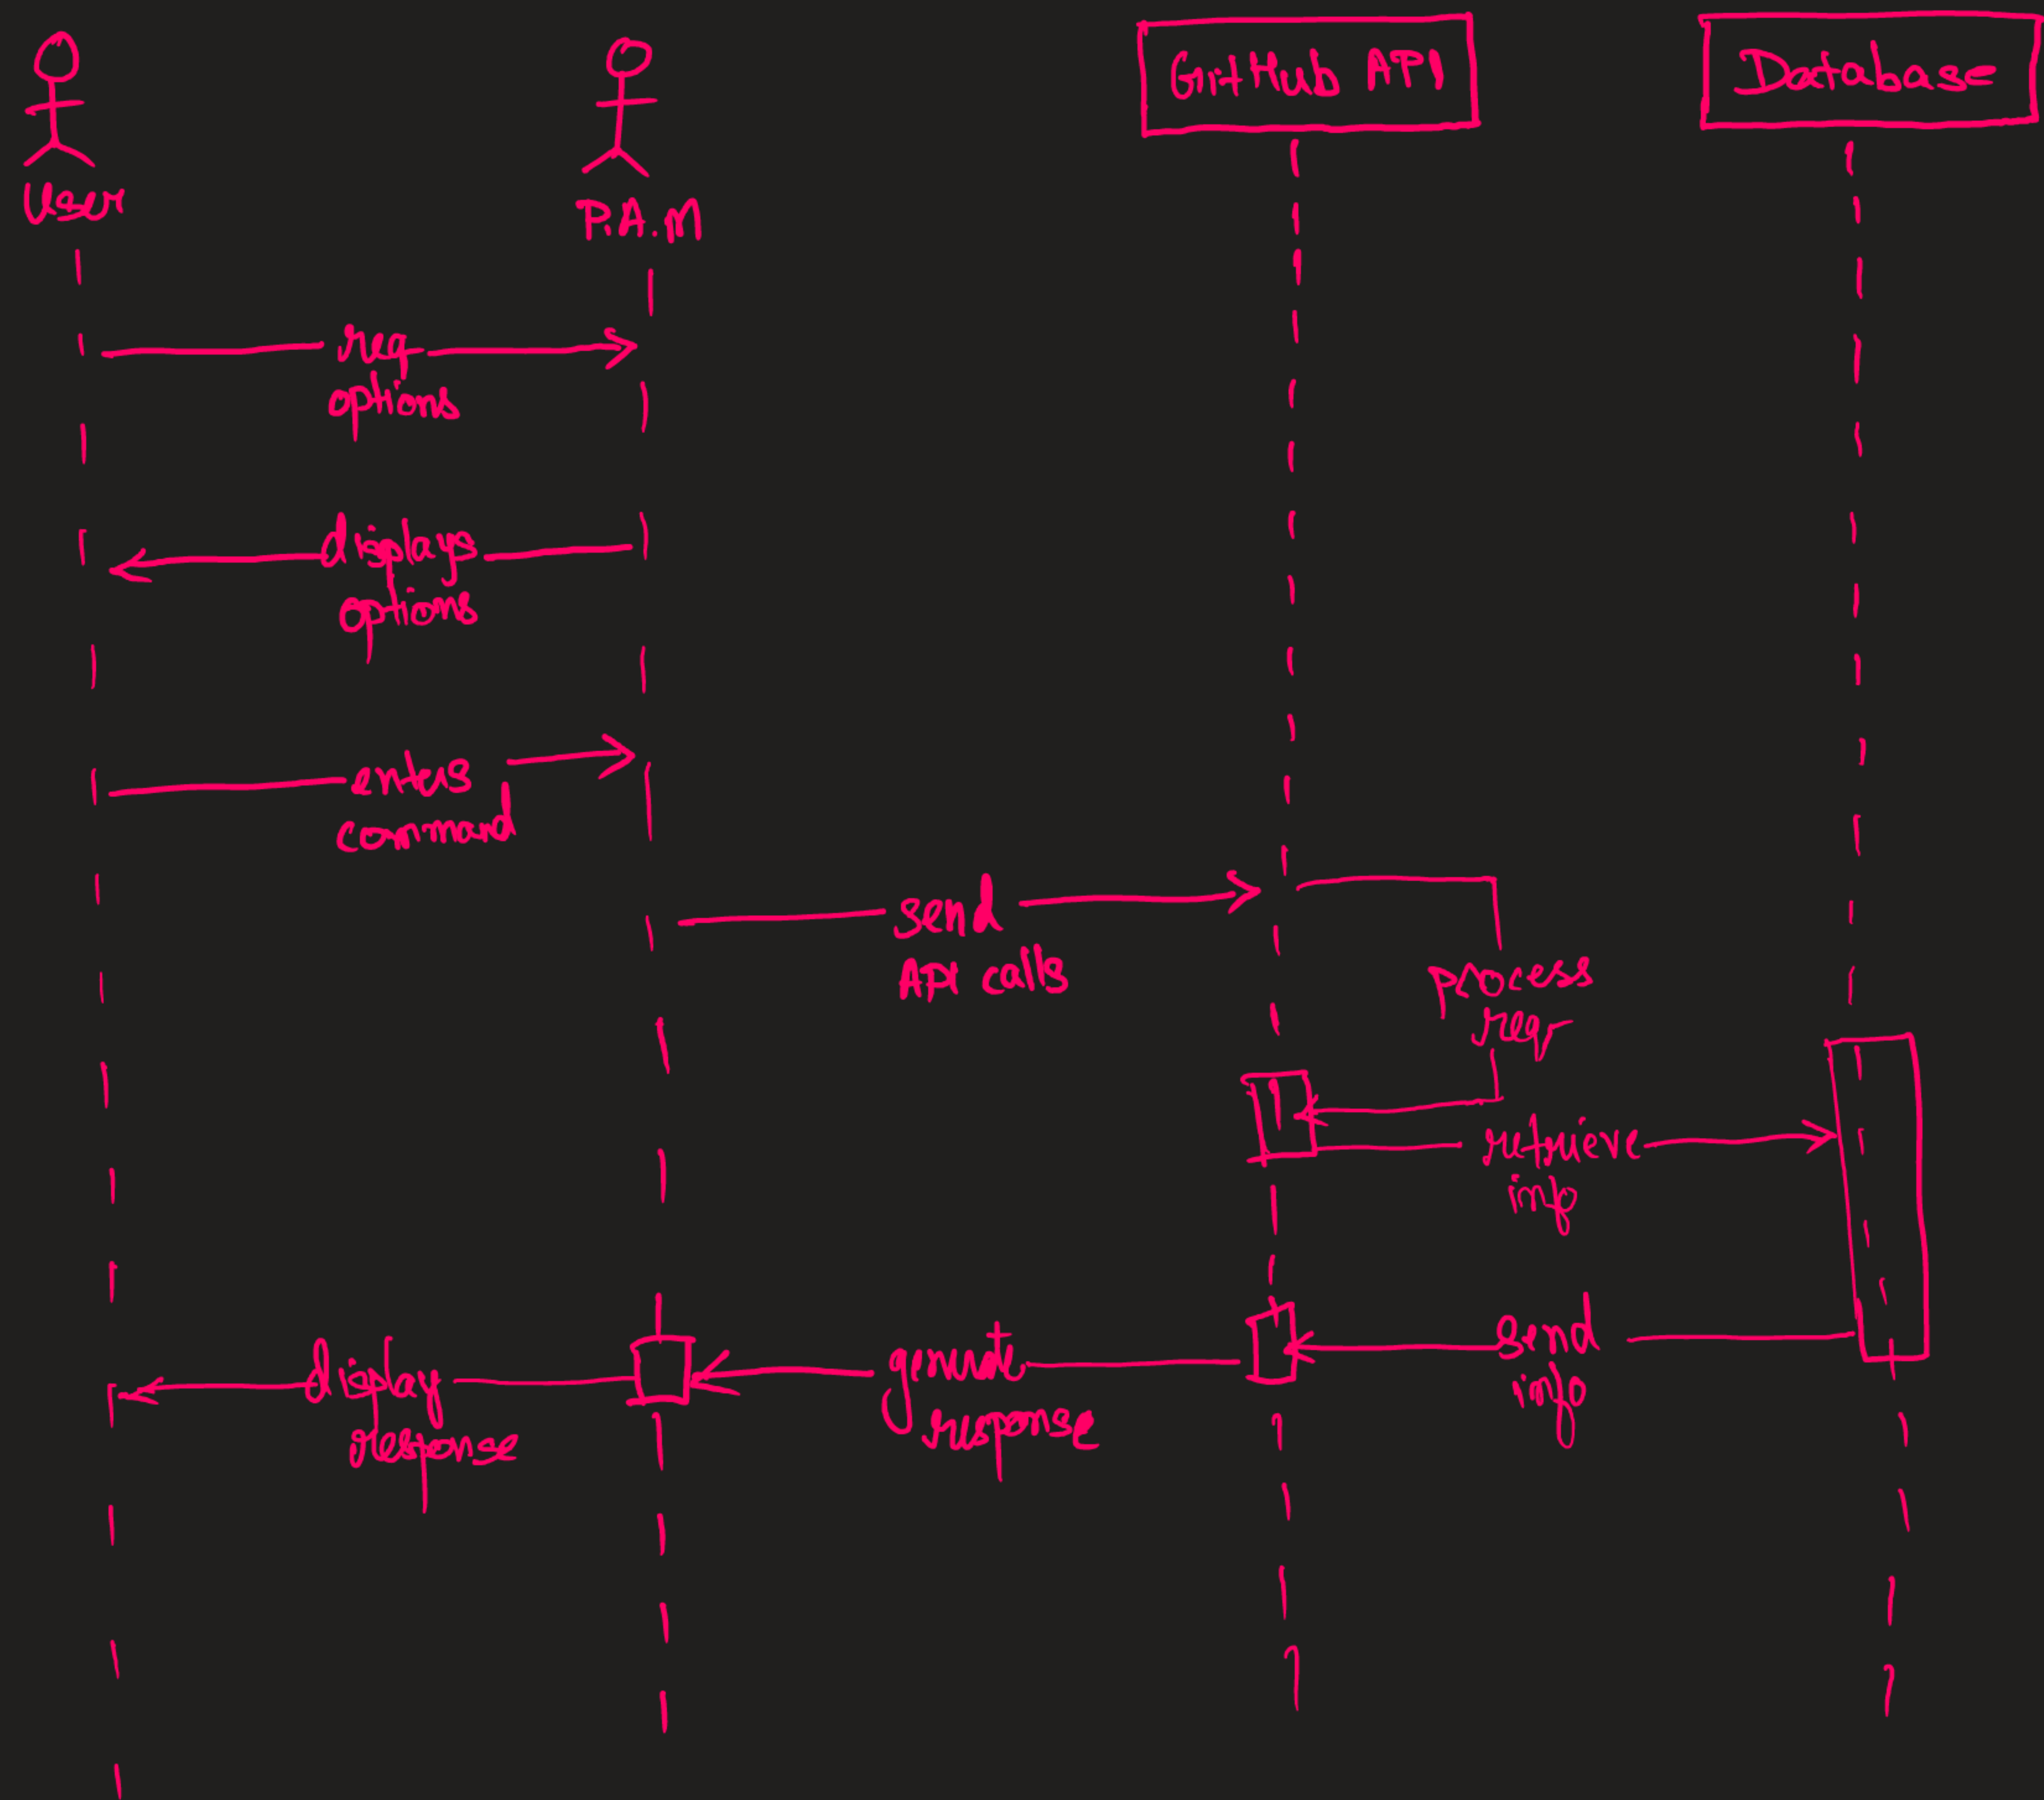 User
P.A.M
GitHub API
Database
req
options
display
options
enters
command
send
API calls
process
req
retrieve
info
send
info
generate
response
display
response